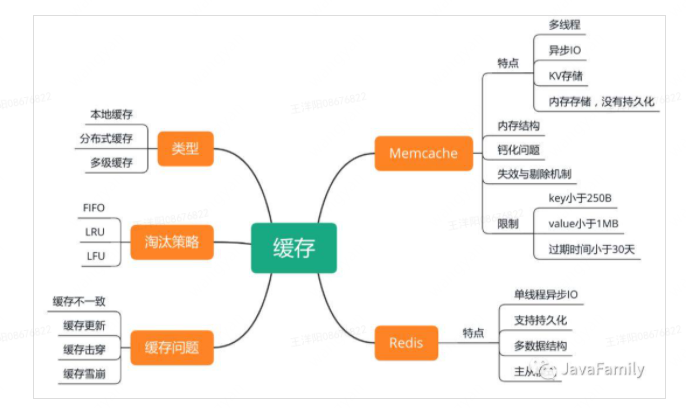 缓存
类型
本地缓存
分布式缓存
多级缓存
淘汰策略
FIFO
LRU
LFU
缓存问题
缓存不一致
缓存更新
缓存击穿
缓存雪崩
Memcache
特点
多线程
异步IO
KV存储
内存存储，没有持久化
内存结构
钙化问题
失效与剔除机制
限制
key小于250B
value小于1MB
过期时间小于30天
Redis
特点
单线程异步IO
支持持久化
多数据结构
主从
JavaFamily